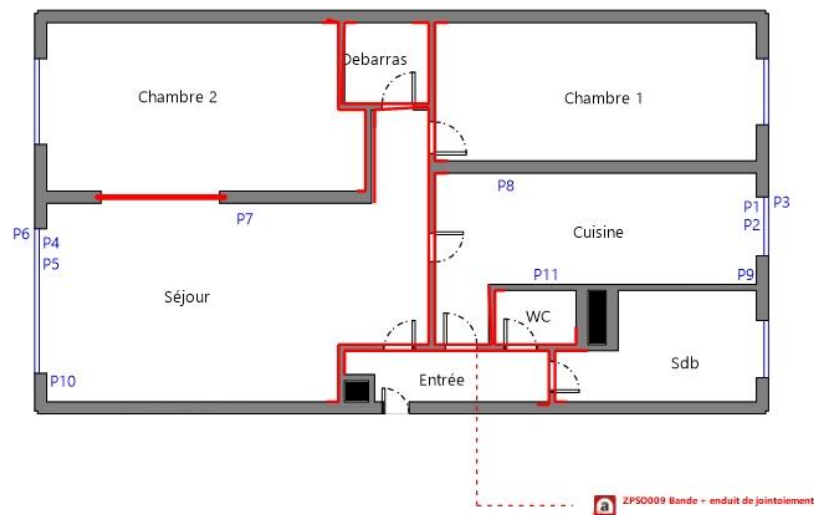 Debarras
Chambre 2
Chambre 1
P8
P1
P3
P7
P2
P6
P4
Cuisine
P5
P11
P9
Séjour
WC
Sdb
P10
Entrée
a
ZPSO009 Bande + enduit de jointoiement